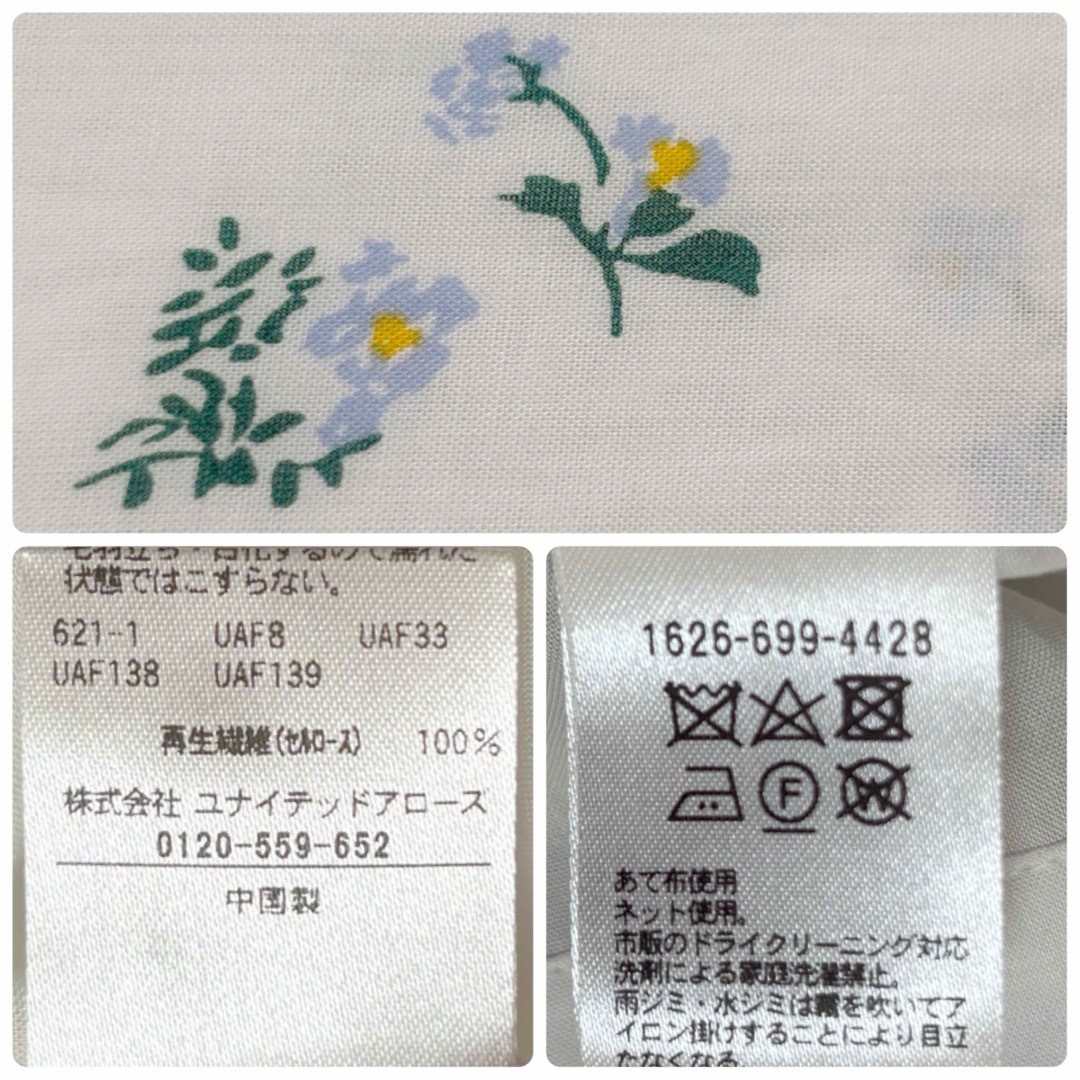 状態ではこすらない。
621-1 UAF8 UAF33
UAF138 UAF139
再生繊維(セルロース) 100%
株式会社 ユナイテッドアローズ
0120-559-652
中国製
1626-699-4428
F
W
あて布使用
ネット使用。
市販のドライクリーニング対応
洗剤による家庭洗濯禁止。
雨ジミ・水ジミは霧を吹いてア
イロン掛けすることにより目立
たなくなる